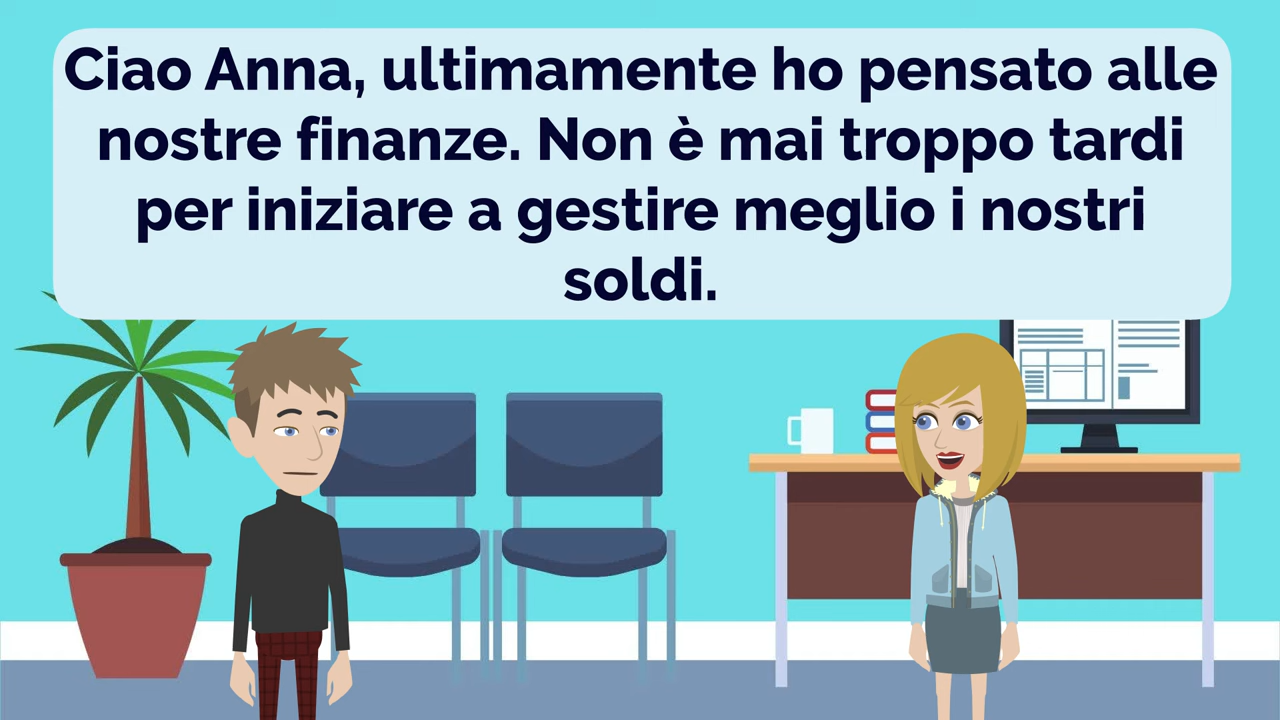 Ciao Anna, ultimamente ho pensato alle
nostre finanze. Non è mai troppo tardi
per iniziare a gestire meglio i nostri
soldi.